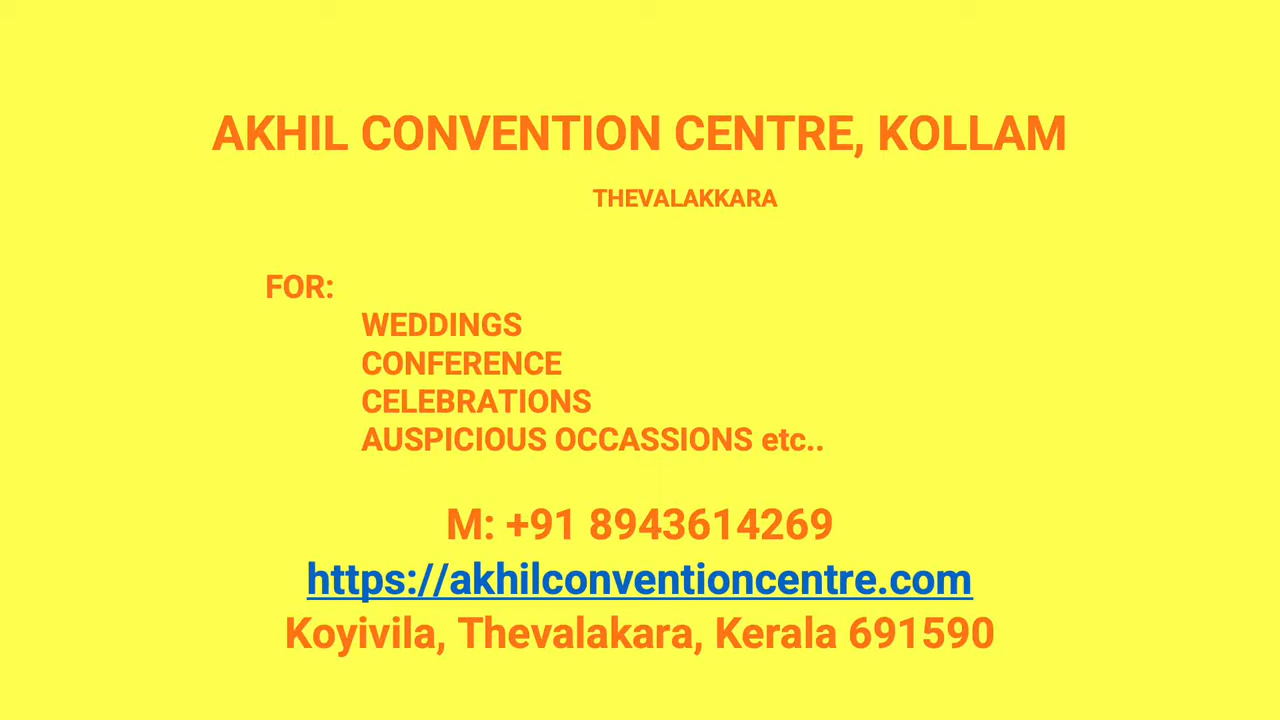 AKHIL CONVENTION CENTRE, KOLLAM
THEVALAKKARA
FOR:
WEDDINGS
CONFERENCE
CELEBRATIONS
AUSPICIOUS OCCASSIONS etc..
M: +91 8943614269
https://akhilconventioncentre.com
Koyivila, Thevalakara, Kerala 691590